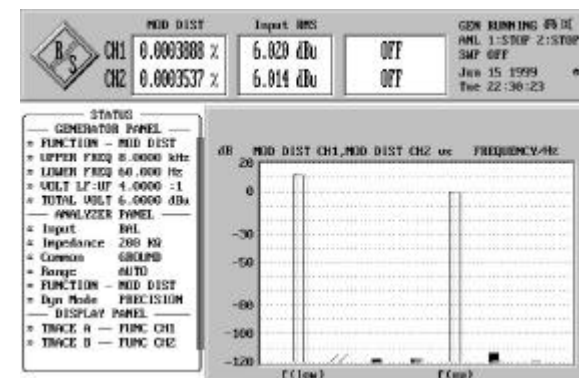 MOD DIST Input RMS GEN RUNNING
R S CH1 0.0003888 % 6.020 dBu OFF ANL 1:STOP 2:STOP
SWP OFF
CH2 0.0003537 % 6.014 dBu OFF Jun 15 1999
Tue 22:30:23
STATUS
GENERATOR PANEL
FUNCTION — MOD DIST
UPPER FREQ 8.0000 kHz
LOWER FREQ 60.000 Hz
VOLT LF:UF 4.0000 :1
TOTAL VOLT 6.0000 dBu
ANALYZER PANEL
Input BAL
Impedance 200 KΩ
Common GROUND
Range AUTO
FUNCTION — MOD DIST
Dyn Mode PRECISION
DISPLAY PANEL
TRACE A — FUNC CH1
TRACE B — FUNC CH2
dB MOD DIST CH1,MOD DIST CH2 vs FREQUENCY/Hz
20
0
-30
-50
-80
-100
-120
f(low) f(up)